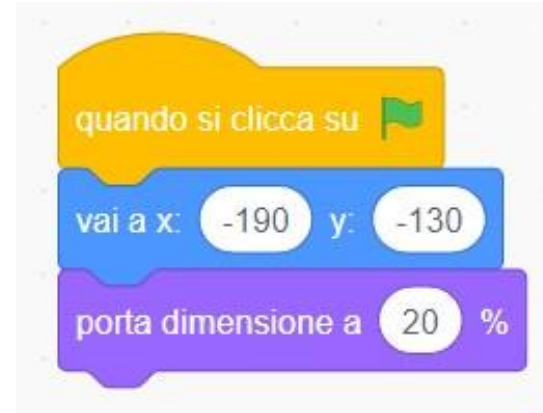 quando si clicca su
vai a x: -190 y: -130
porta dimensione a 20 %